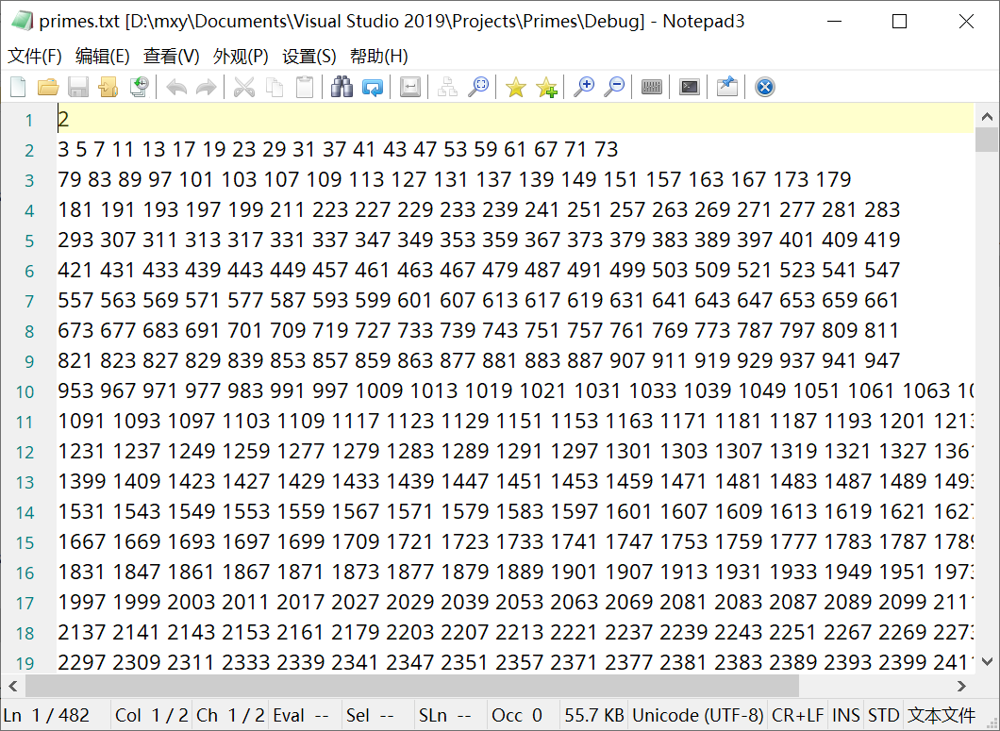 primes.txt [D:\mxy\Documents\Visual Studio 2019\Projects\Primes\Debug] - Notepad3
文件(F) 编辑(E) 查看(V) 外观(P) 设置(S) 帮助(H)
1 2
2 3 5 7 11 13 17 19 23 29 31 37 41 43 47 53 59 61 67 71 73
3 79 83 89 97 101 103 107 109 113 127 131 137 139 149 151 157 163 167 173 179
4 181 191 193 197 199 211 223 227 229 233 239 241 251 257 263 269 271 277 281 283
5 293 307 311 313 317 331 337 347 349 353 359 367 373 379 383 389 397 401 409 419
6 421 431 433 439 443 449 457 461 463 467 479 487 491 499 503 509 521 523 541 547
7 557 563 569 571 577 587 593 599 601 607 613 617 619 631 641 643 647 653 659 661
8 673 677 683 691 701 709 719 727 733 739 743 751 757 761 769 773 787 797 809 811
9 821 823 827 829 839 853 857 859 863 877 881 883 887 907 911 919 929 937 941 947
10 953 967 971 977 983 991 997 1009 1013 1019 1021 1031 1033 1039 1049 1051 1061 1063
11 1091 1093 1097 1103 1109 1117 1123 1129 1151 1153 1163 1171 1181 1187 1193 1201 1213
12 1231 1237 1249 1259 1277 1279 1283 1289 1291 1297 1301 1303 1307 1319 1321 1327 1361
13 1399 1409 1423 1427 1429 1433 1439 1447 1451 1453 1459 1471 1481 1483 1487 1489 1493
14 1531 1543 1549 1553 1559 1567 1571 1579 1583 1597 1601 1607 1609 1613 1619 1621 1627
15 1667 1669 1693 1697 1699 1709 1721 1723 1733 1741 1747 1753 1759 1777 1783 1787 1789
16 1831 1847 1861 1867 1871 1873 1877 1879 1889 1901 1907 1913 1931 1933 1949 1951 1973
17 1997 1999 2003 2011 2017 2027 2029 2039 2053 2063 2069 2081 2083 2087 2089 2099 2111
18 2137 2141 2143 2153 2161 2179 2203 2207 2213 2221 2237 2239 2243 2251 2267 2269 2273
19 2297 2309 2311 2333 2339 2341 2347 2351 2357 2371 2377 2381 2383 2389 2393 2399 2411
Ln 1 / 482 Col 1 / 2 Ch 1 / 2 Eval -- Sel -- SLn -- Occ 0 55.7 KB Unicode (UTF-8) CR+LF INS STD 文本文件